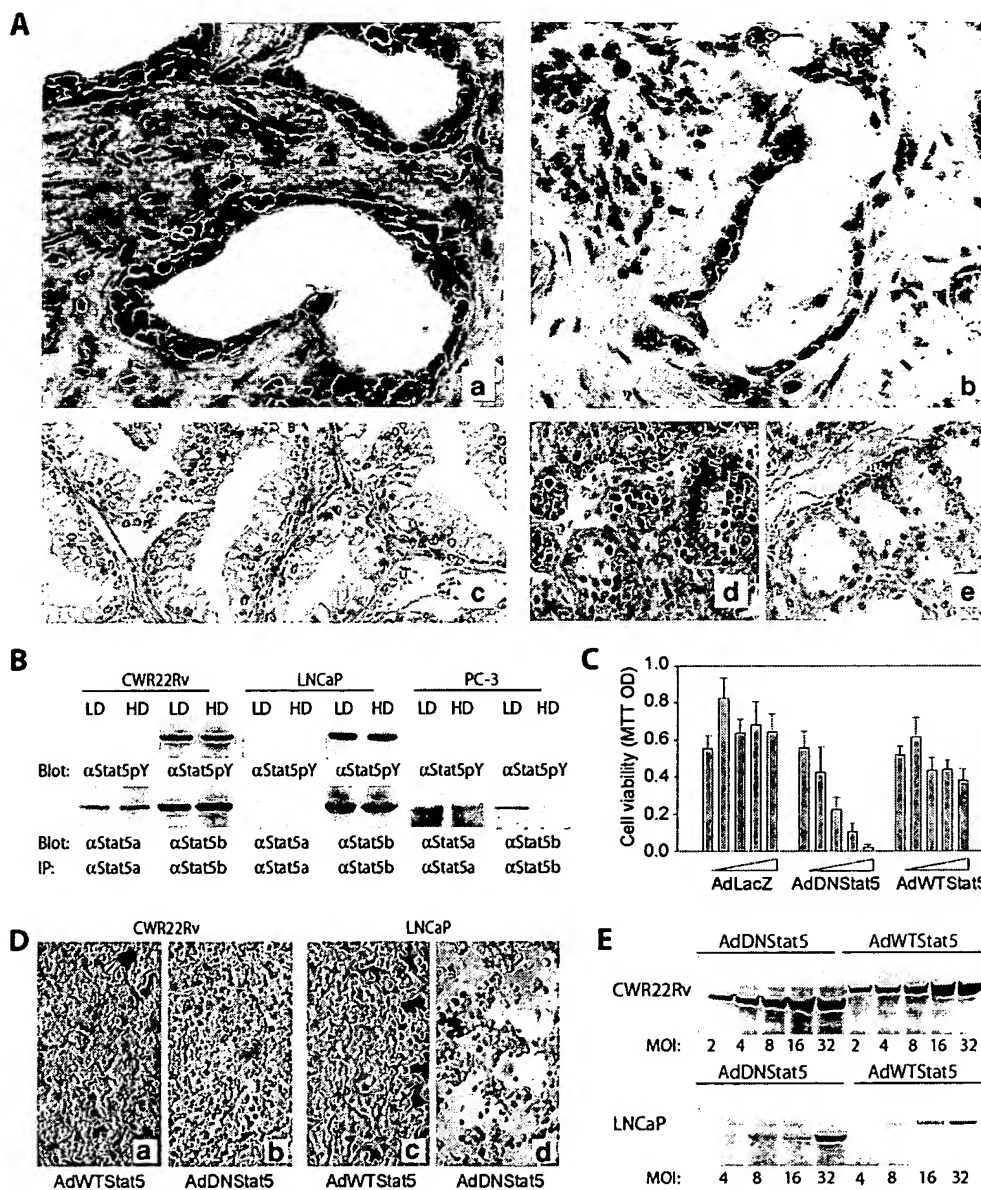 A
a
b
c
d
e
B
CWR22Rv LNCaP PC-3
LD HD LD HD LD HD LD HD LD HD LD HD
Blot: αStat5pY αStat5pY αStat5pY αStat5pY αStat5pY αStat5pY
Blot: αStat5a αStat5b αStat5a αStat5b αStat5a αStat5b
IP: αStat5a αStat5b αStat5a αStat5b αStat5a αStat5b
C
Cell viability (MTT OD)
1.0
0.8
0.6
0.4
0.2
0.0
AdLacZ AdDNStat5 AdWTStat5
D
CWR22Rv LNCaP
a b c d
AdWTStat5 AdDNStat5 AdWTStat5 AdDNStat5
E
AdDNStat5 AdWTStat5
CWR22Rv
MOI: 2 4 8 16 32 2 4 8 16 32
AdDNStat5 AdWTStat5
LNCaP
MOI: 4 8 16 32 4 8 16 32